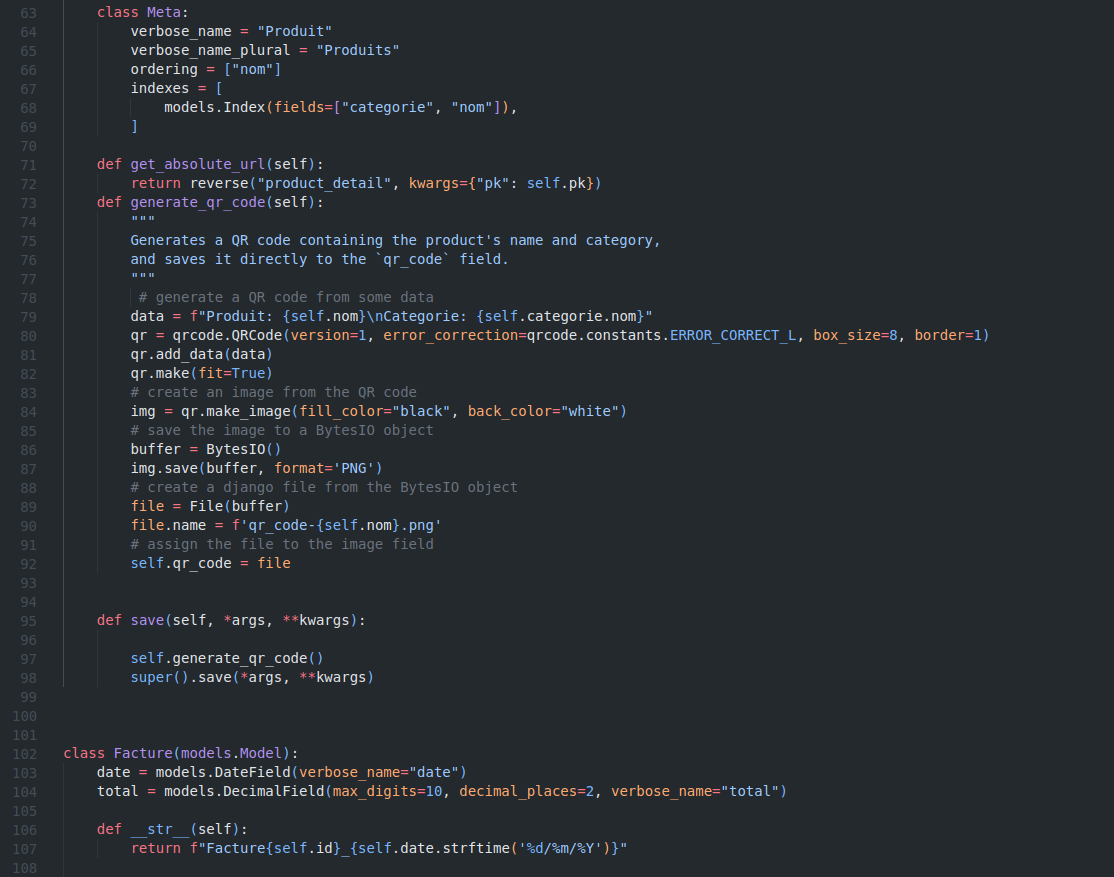 63 class Meta:
64 verbose_name = "Produit"
65 verbose_name_plural = "Produits"
66 ordering = ["nom"]
67 indexes = [
68 models.Index(fields=["categorie", "nom"]),
69 ]
70
71 def get_absolute_url(self):
72 return reverse("product_detail", kwargs={"pk": self.pk})
73 def generate_qr_code(self):
74 """
75 Generates a QR code containing the product's name and category,
76 and saves it directly to the `qr_code` field.
77 """
78 # generate a QR code from some data
79 data = f"Produit: {self.nom}\nCategorie: {self.categorie.nom}"
80 qr = qrcode.QRCode(version=1, error_correction=qrcode.constants.ERROR_CORRECT_L, box_size=8, border=1)
81 qr.add_data(data)
82 qr.make(fit=True)
83 # create an image from the QR code
84 img = qr.make_image(fill_color="black", back_color="white")
85 # save the image to a BytesIO object
86 buffer = BytesIO()
87 img.save(buffer, format='PNG')
88 # create a django file from the BytesIO object
89 file = File(buffer)
90 file.name = f'qr_code-{self.nom}.png'
91 # assign the file to the image field
92 self.qr_code = file
93
94
95 def save(self, *args, **kwargs):
96
97 self.generate_qr_code()
98 super().save(*args, **kwargs)
99
100
101
102 class Facture(models.Model):
103 date = models.DateField(verbose_name="date")
104 total = models.DecimalField(max_digits=10, decimal_places=2, verbose_name="total")
105
106 def __str__(self):
107 return f"Facture{self.id}_{self.date.strftime('%d/%m/%Y')}"
108